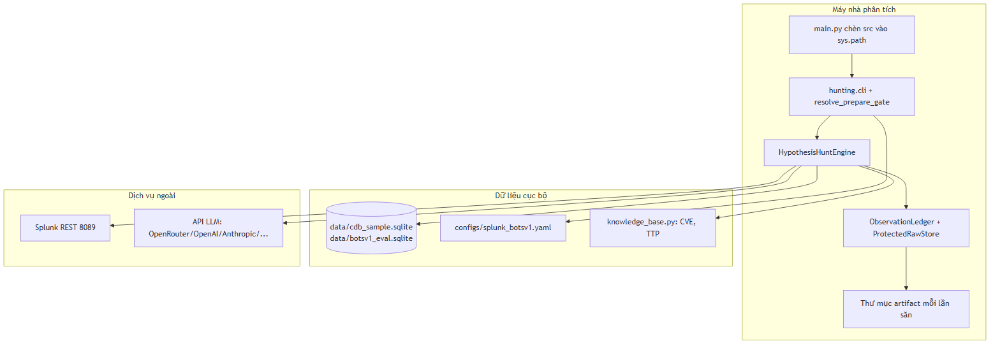 Máy nhà phân tích
main.py chèn src vào
sys.path
hunting.cli +
resolve_prepare_gate
HypothesisHuntEngine
Dịch vụ ngoài
Splunk REST 8089
API LLM:
OpenRouter/OpenAI/Anthropic/...
Dữ liệu cục bộ
data/cdb_sample.sqlite
data/botsv1_eval.sqlite
configs/splunk_botsv1.yaml
knowledge_base.py: CVE,
TTP
ObservationLedger +
ProtectedRawStore
Thư mục artifact mỗi lần
săn